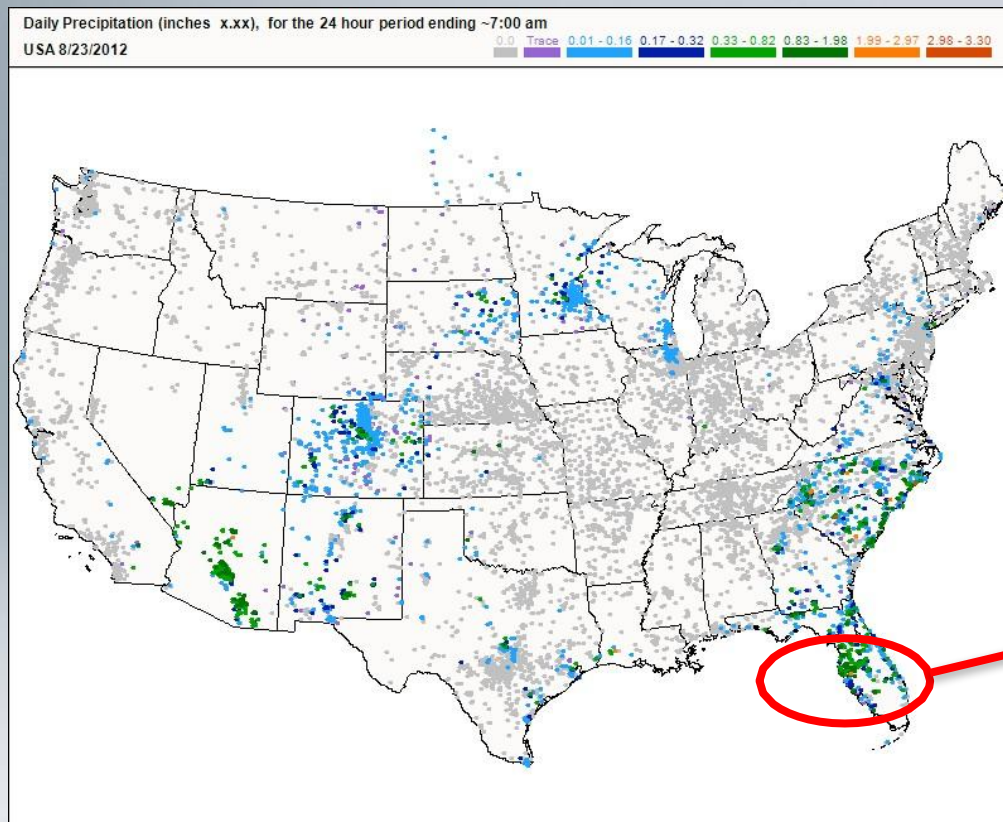 Daily Precipitation (inches x.xx), for the 24 hour period ending ~7:00 am
USA 8/23/2012
0.0 Trace 0.01 - 0.16 0.17 - 0.32 0.33 - 0.82 0.83 - 1.98 1.99 - 2.97 2.98 - 3.30